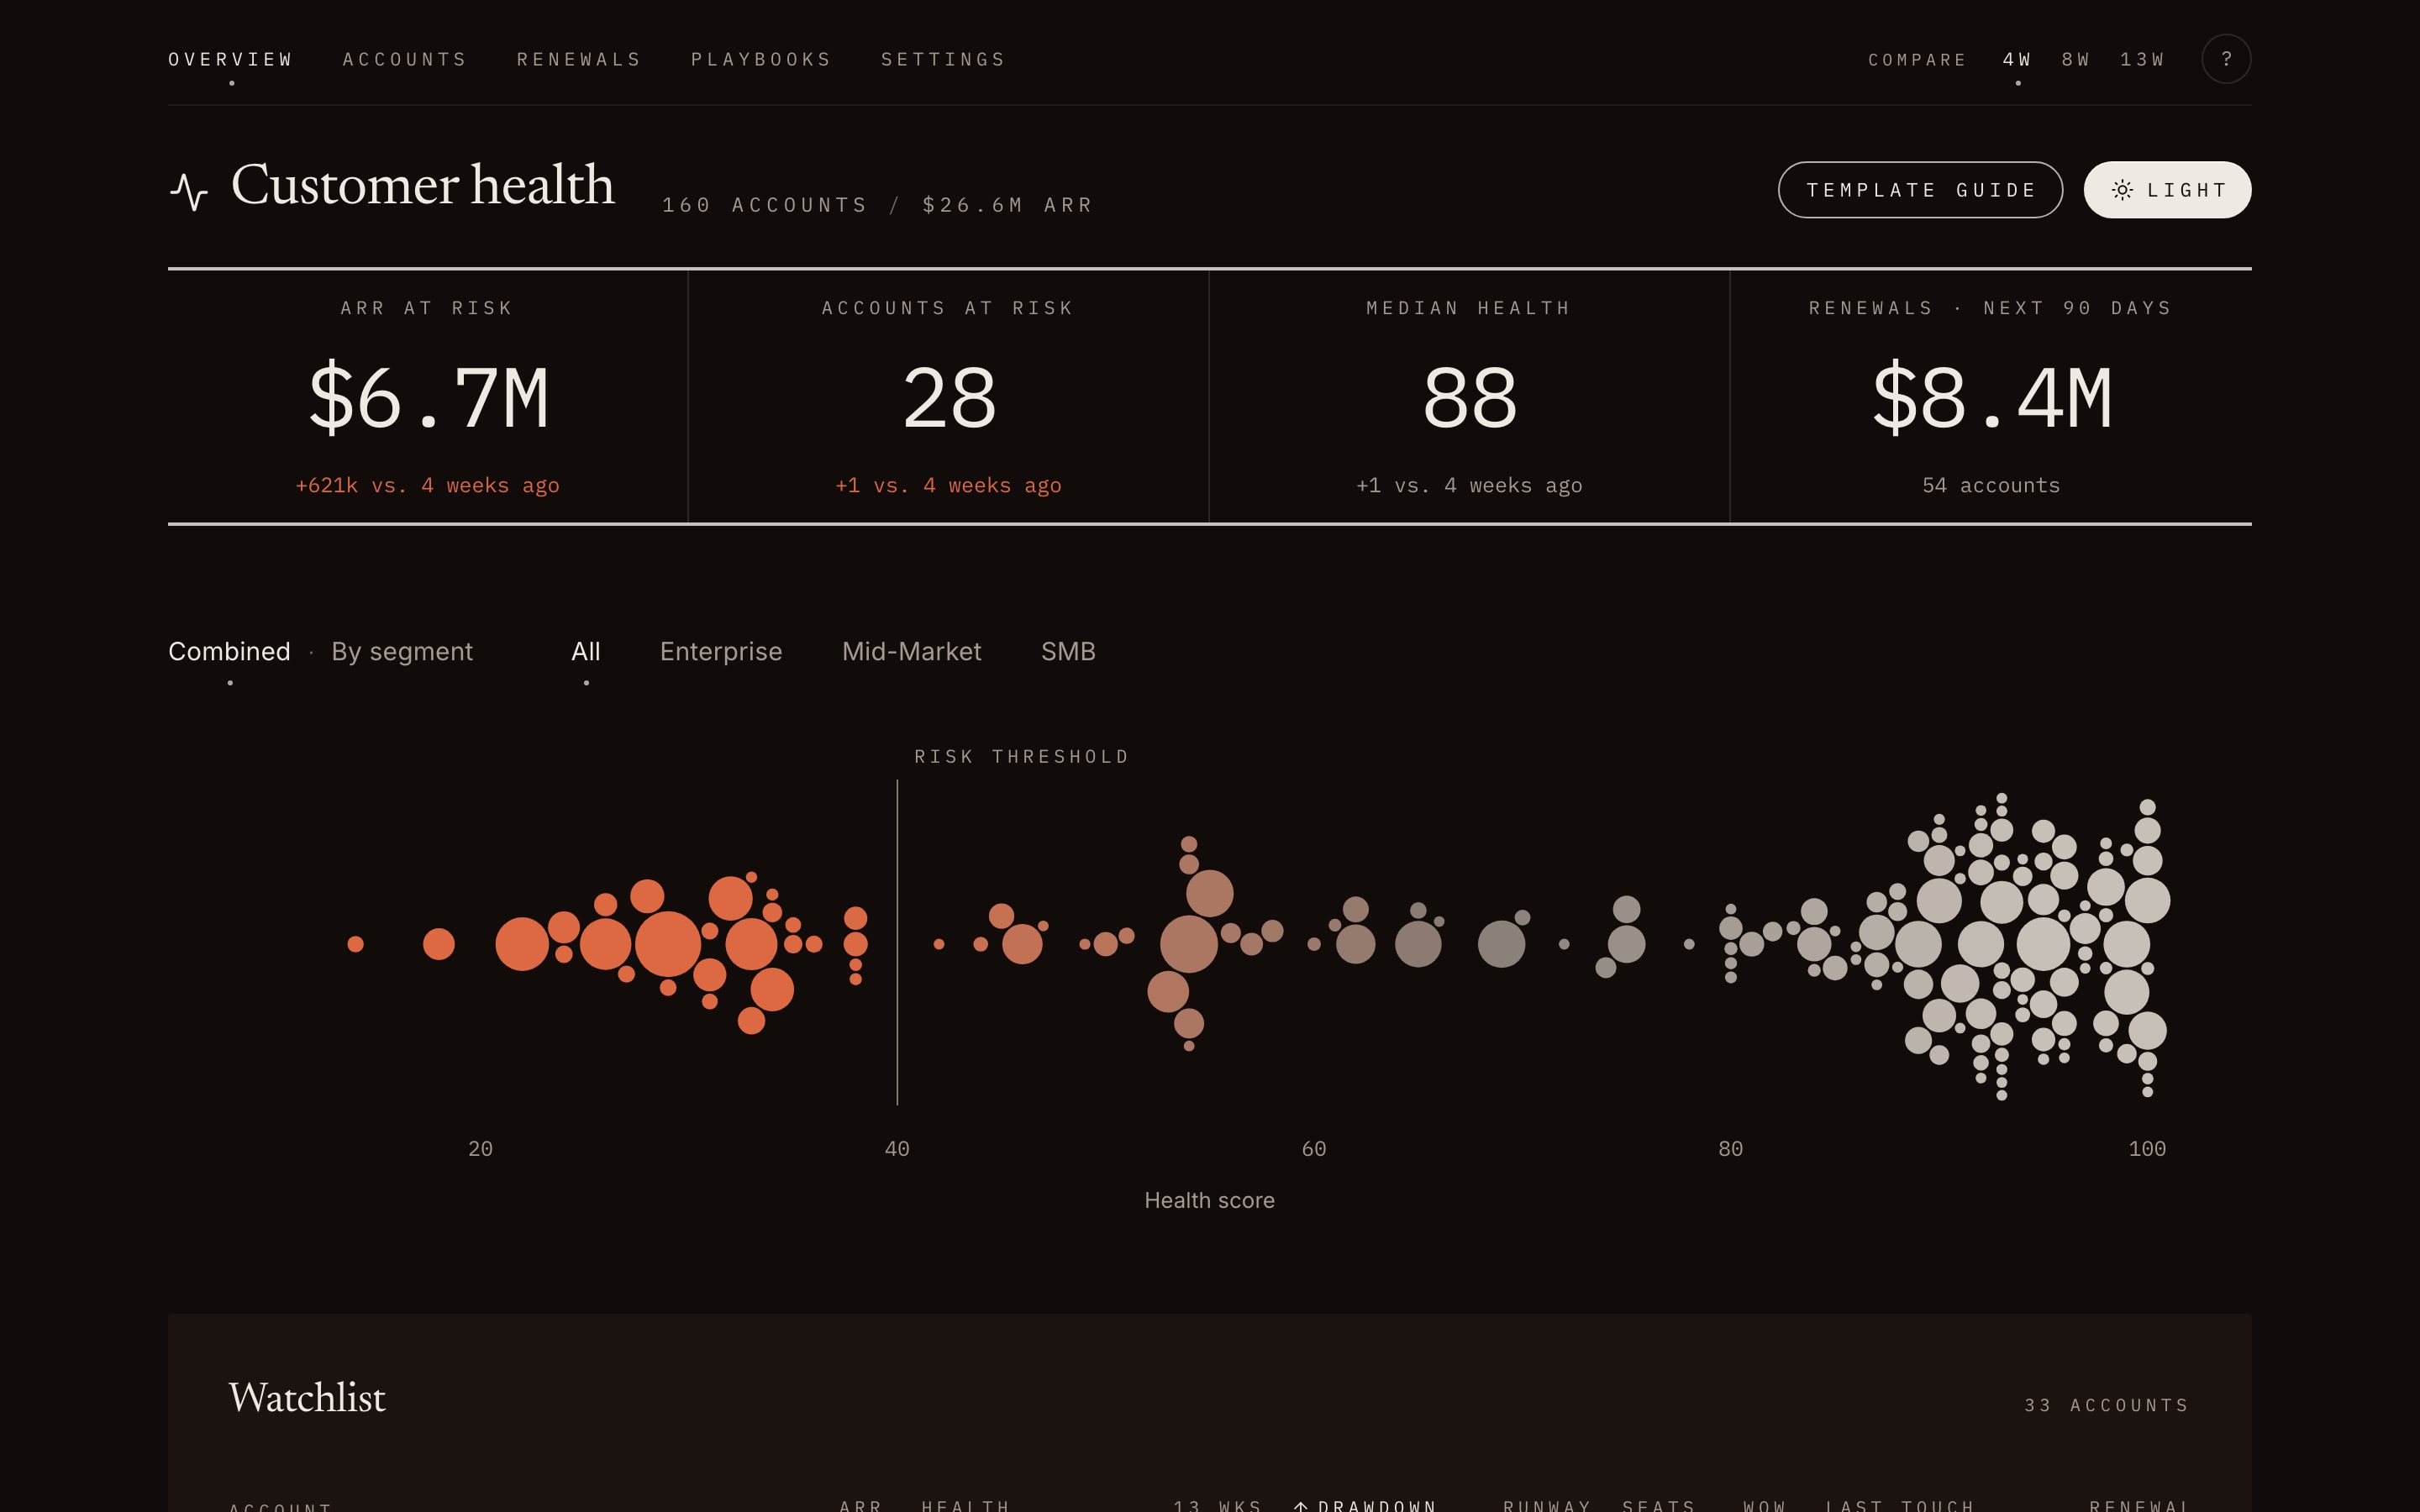 OVERVIEW ACCOUNTS RENEWALS PLAYBOOKS SETTINGS COMPARE 4W 8W 13W ?
Customer health 160 ACCOUNTS / $26.6M ARR TEMPLATE GUIDE LIGHT
ARR AT RISK ACCOUNTS AT RISK MEDIAN HEALTH RENEWALS · NEXT 90 DAYS
$6.7M 28 88 $8.4M
+621k vs. 4 weeks ago +1 vs. 4 weeks ago +1 vs. 4 weeks ago 54 accounts
Combined · By segment All Enterprise Mid-Market SMB
RISK THRESHOLD
20 40 60 80 100
Health score
Watchlist 33 ACCOUNTS
ACCOUNT ARR HEALTH 13 WKS ↑ DRAWDOWN RUNWAY SEATS WOW LAST TOUCH RENEWAL